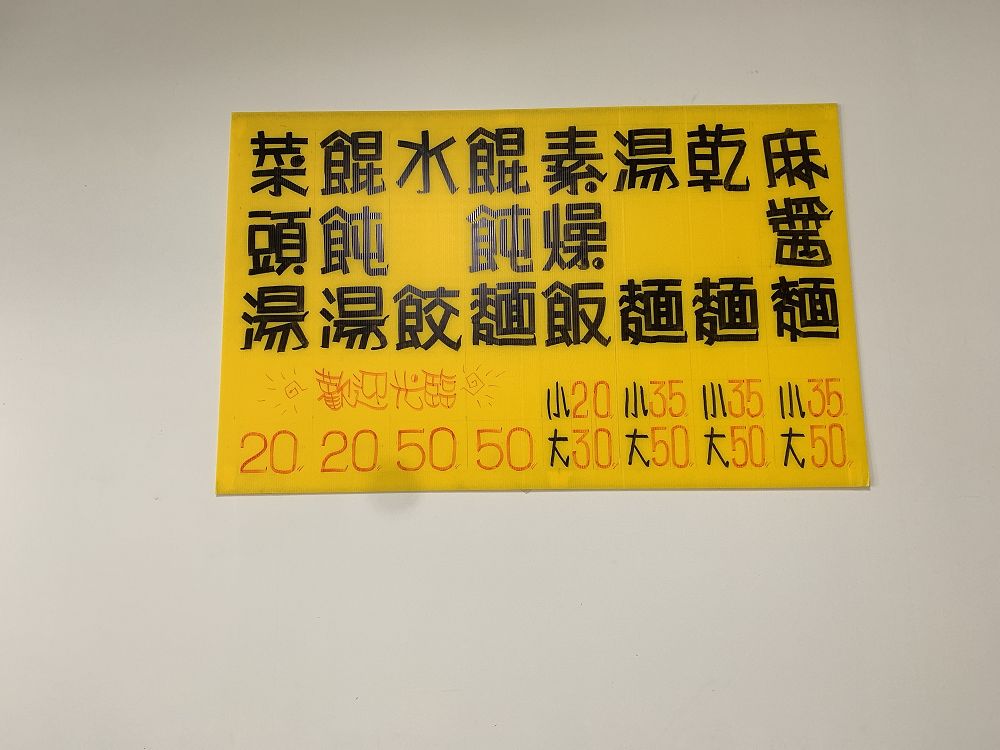 麻醬麵
小35
大50
乾麵
小35
大50
湯麵
小35
大50
素燥飯
小20
大30
餛飩麵
50
水餃
50
餛飩湯
20
菜頭湯
20
歡迎光臨